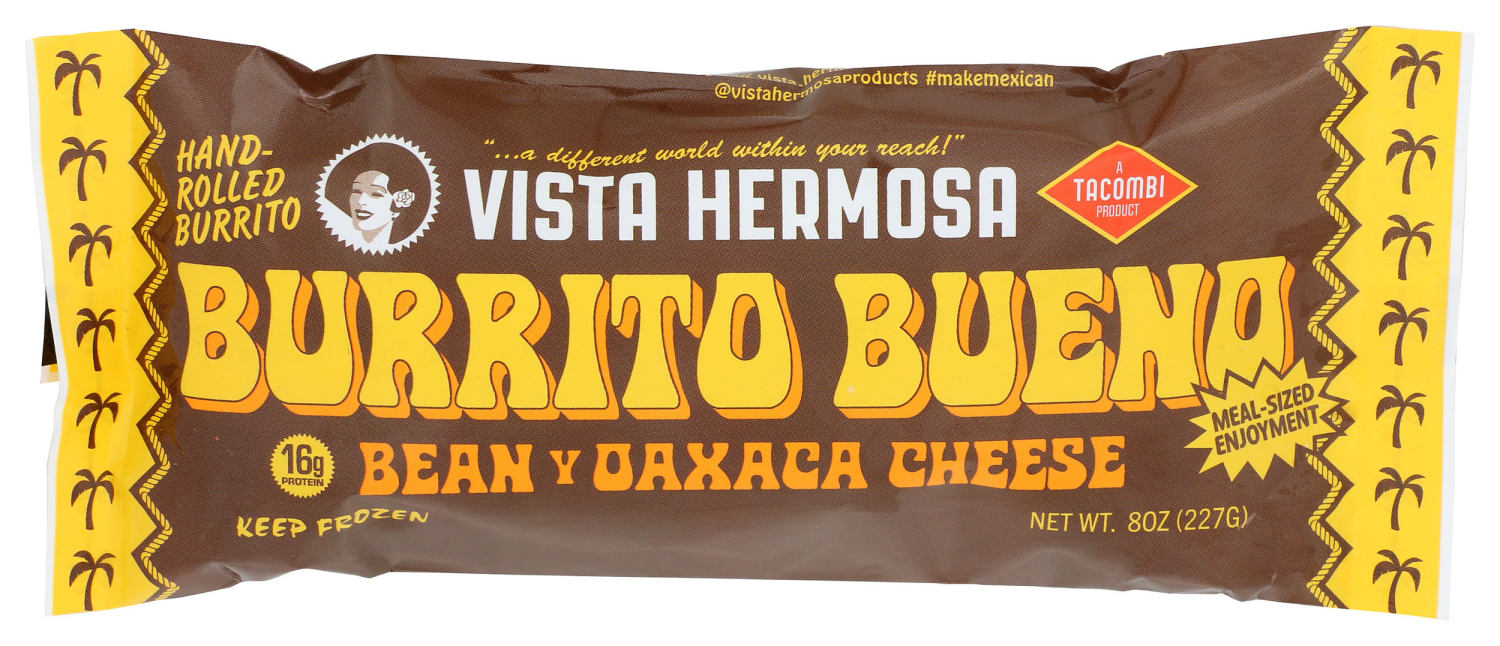 @vistahermosaproducts #makemexican
HAND-
ROLLED
BURRITO
"...a different world within your reach!"
VISTA HERMOSA
A
TACOMBI
PRODUCT
BURRITO BUENO
MEAL-SIZED
ENJOYMENT
16g
PROTEIN
BEAN Y OAXACA CHEESE
KEEP FROZEN
NET WT. 8OZ (227G)